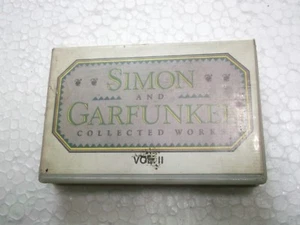 SIMON
AND
GARFUNKEL
COLLECTED WORKS
VOL II